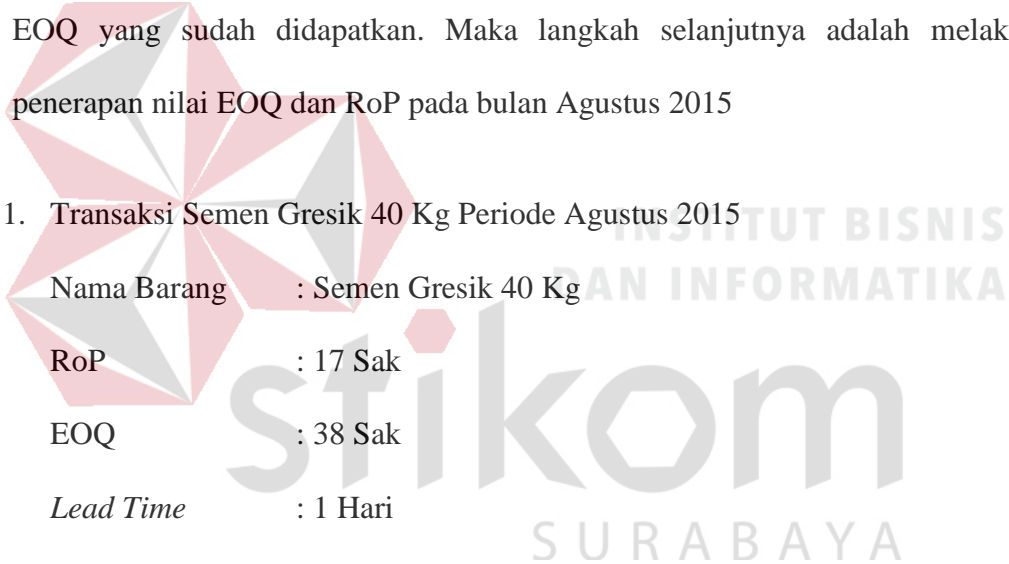 EOQ yang sudah didapatkan. Maka langkah selanjutnya adalah melak
penerapan nilai EOQ dan RoP pada bulan Agustus 2015
1. Transaksi Semen Gresik 40 Kg Periode Agustus 2015
INSTITUT BISNIS
Nama Barang : Semen Gresik 40 Kg
DAN INFORMATIKA
RoP : 17 Sak
stikom
EOQ : 38 Sak
Lead Time : 1 Hari
SURABAYA